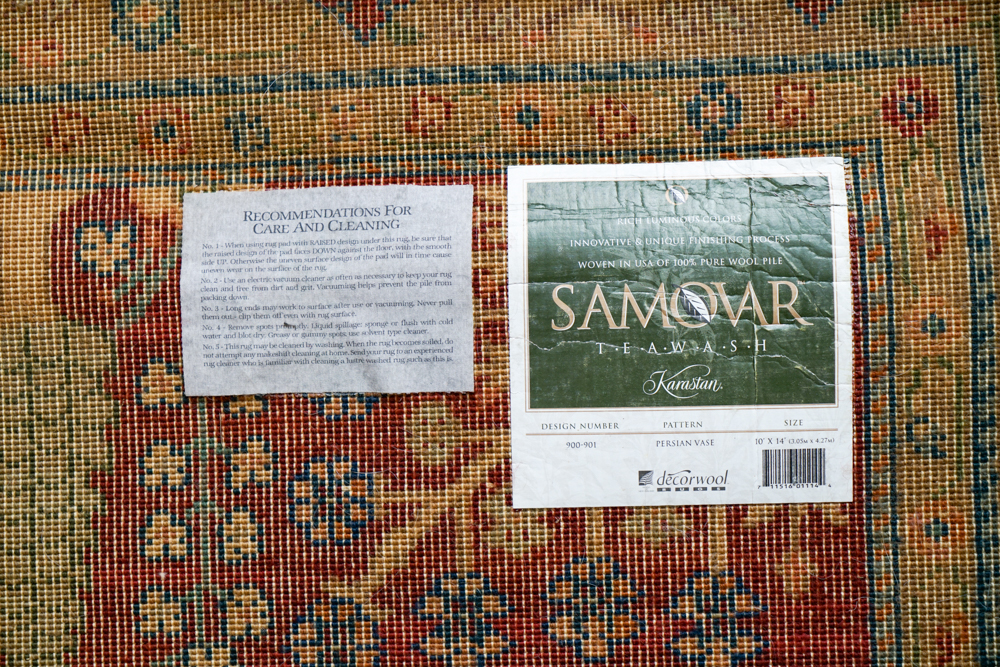 RECOMMENDATIONS FOR
CARE AND CLEANING
No. 1 - When using rug pad with RAISED design under this rug, be sure that
the raised design of the pad faces DOWN against the floor, with the smooth
side UP. Otherwise the uneven surface design of the pad will in time cause
uneven wear on the surface of the rug.
No. 2 - Use an electric vacuum cleaner as often as necessary to keep your rug
clean and free from dirt and grit. Vacuuming helps prevent the pile from
packing down.
No. 3 - Long ends may work to surface after use or vacuuming. Never pull
them out - clip them off even with rug surface.
No. 4 - Remove spots promptly. Liquid spillage: sponge or flush with cold
water and blot dry. Greasy or gummy spots: use solvent type cleaner.
No. 5 - This rug may be cleaned by washing. When the rug becomes soiled, do
not attempt any makeshift cleaning at home. Send your rug to an experienced
rug cleaner who is familiar with cleaning a lustre washed rug such as this is.
RICH LUMINOUS COLORS
INNOVATIVE & UNIQUE FINISHING PROCESS
WOVEN IN USA OF 100% PURE WOOL PILE
SAMOVAR
T·E·A·W·A·S·H
Karastan.
DESIGN NUMBER PATTERN SIZE
900-901 PERSIAN VASE 10' X 14' (3.05M x 4.27M)
décorwool
RUGS
7 11516 05114 4